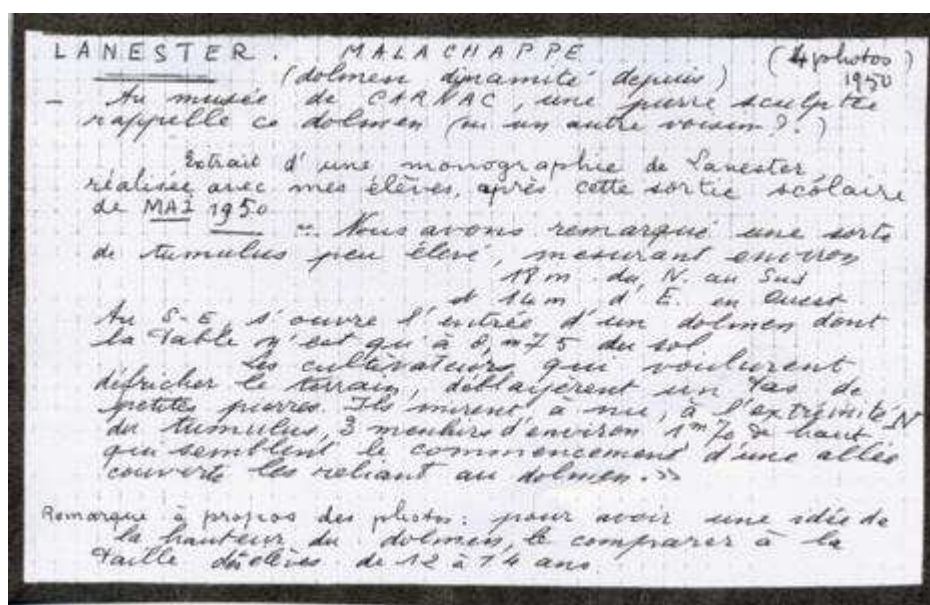 LANESTER. MALACHAPPE (4 photos)
(dolmen dynamité depuis) 1950
- Au musée de CARNAC, une pierre sculptée
rappelle ce dolmen (ou un autre voisin ?.)
Extrait d'une monographie de Lanester
réalisée avec mes élèves, après cette sortie scolaire
de MAI 1950
"Nous avons remarqué une sorte
de tumulus peu élevé, mesurant environ
18 m du N. au Sud
et 14 m d'E. en Ouest
Au S-E s'ouvre l'entrée d'un dolmen dont
la Table n'est qu'à 0,m75 du sol
Les cultivateurs qui voulurent
défricher le terrain, déblayèrent un tas de
petites pierres. Ils mirent à nu, à l'extrémité N
du tumulus, 3 menhirs d'environ 1m70 de haut
qui semblent le commencement d'une allée
couverte les reliant au dolmen.»
Remarque à propos des photos : pour avoir une idée de
la hauteur du dolmen, le comparer à la
taille des élèves de 12 à 14 ans.